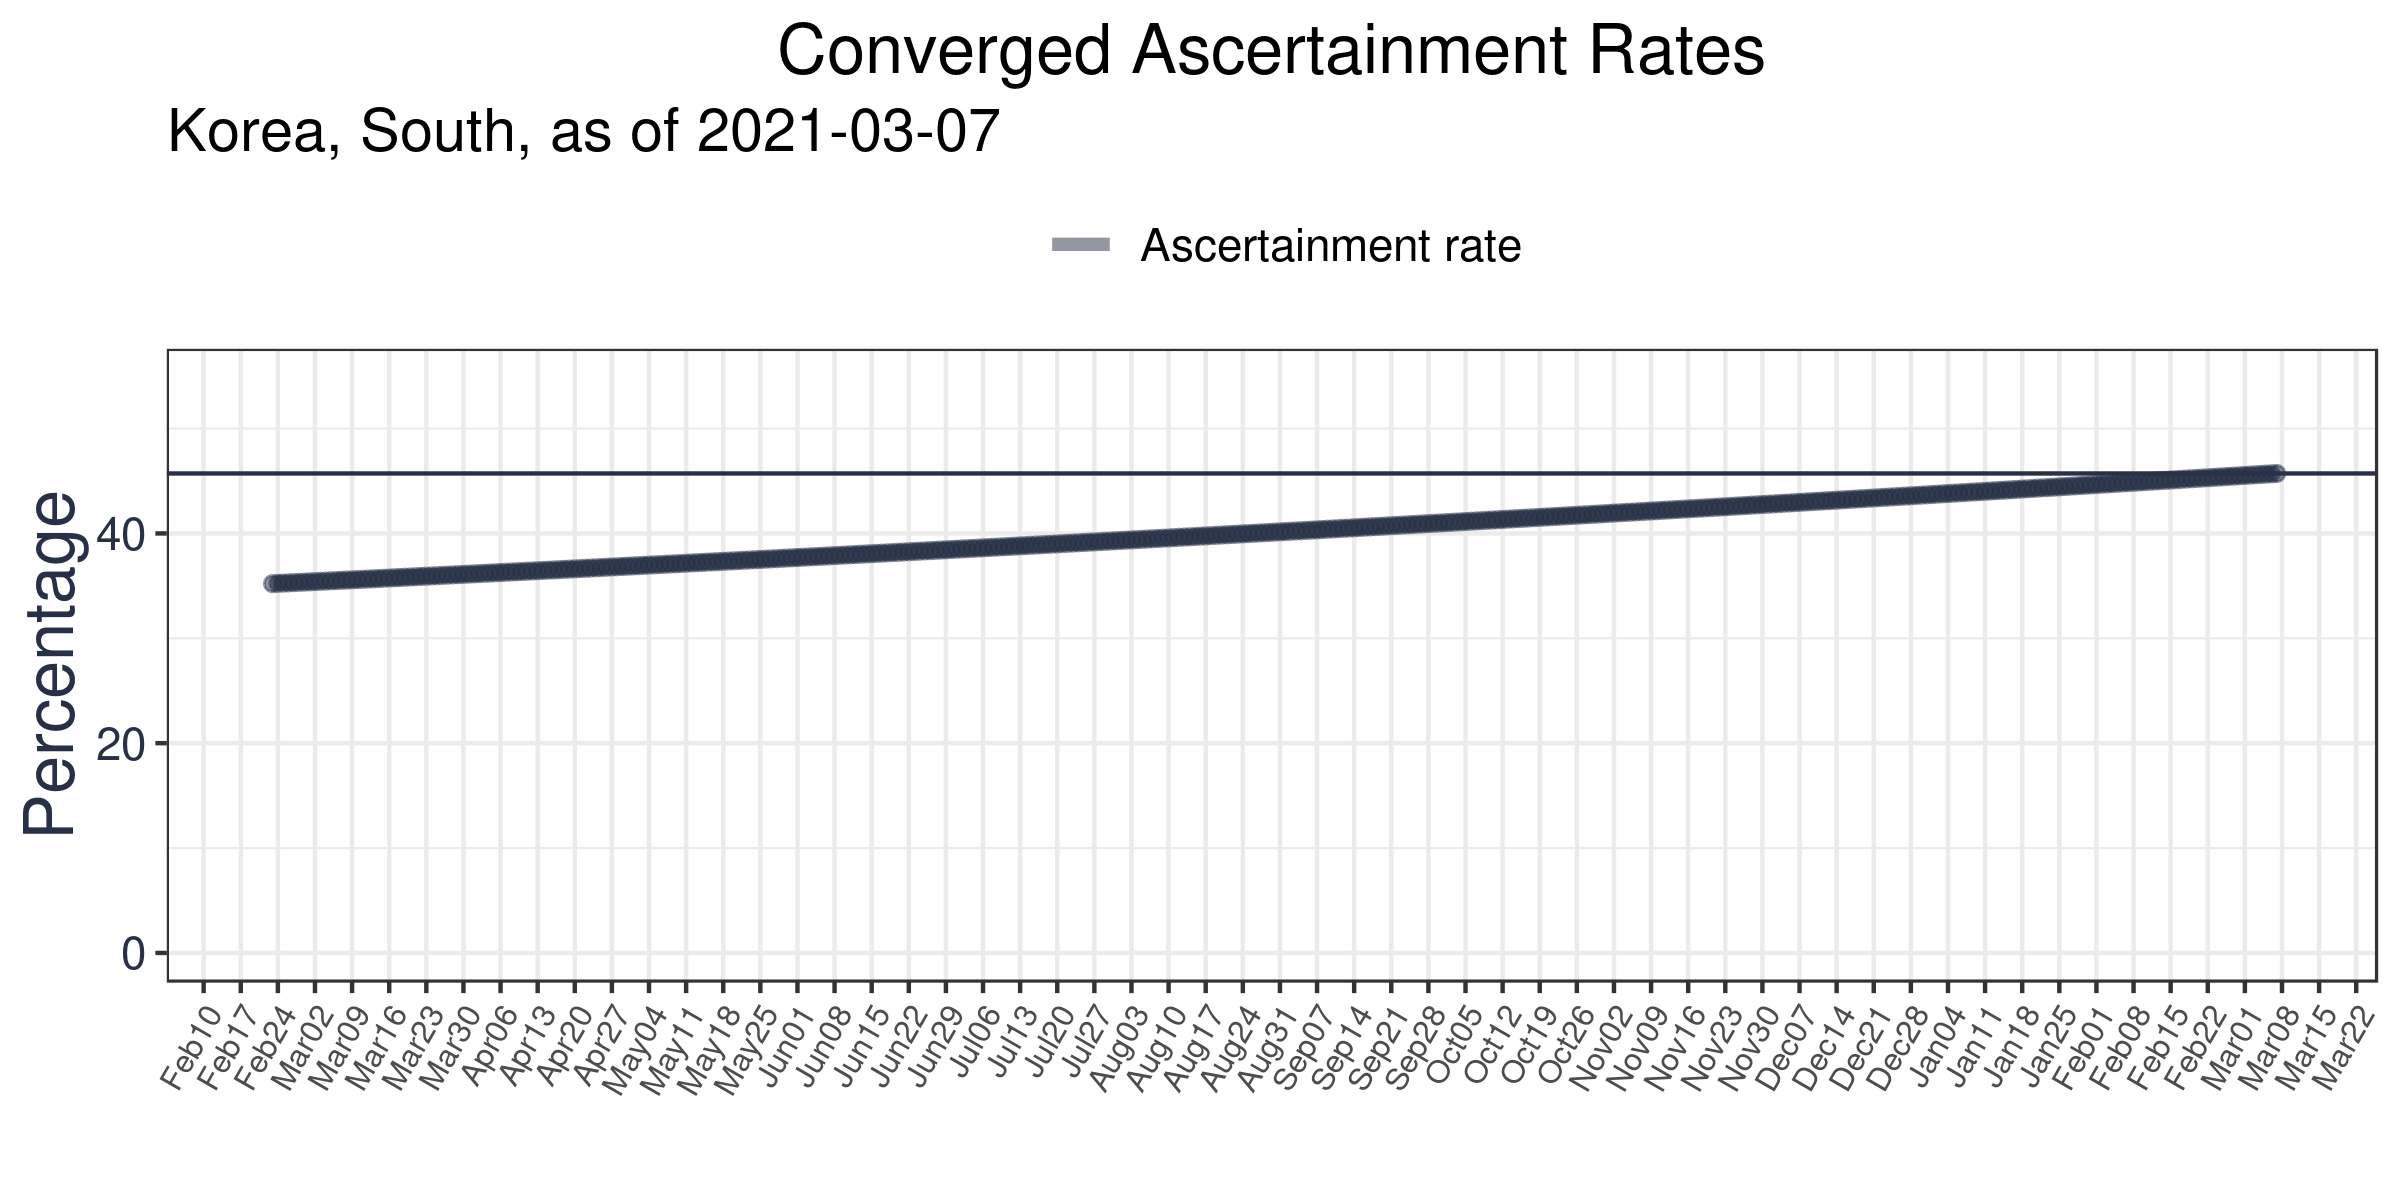 Converged Ascertainment Rates
Korea, South, as of 2021-03-07
Ascertainment rate
Percentage
40
20
0
Feb10
Feb17
Feb24
Mar02
Mar09
Mar16
Mar23
Mar30
Apr06
Apr13
Apr20
Apr27
May04
May11
May18
May25
Jun01
Jun08
Jun15
Jun22
Jun29
Jul06
Jul13
Jul20
Jul27
Aug03
Aug10
Aug17
Aug24
Aug31
Sep07
Sep14
Sep21
Sep28
Oct05
Oct12
Oct19
Oct26
Nov02
Nov09
Nov16
Nov23
Nov30
Dec07
Dec14
Dec21
Dec28
Jan04
Jan11
Jan18
Jan25
Feb01
Feb08
Feb15
Feb22
Mar01
Mar08
Mar15
Mar22